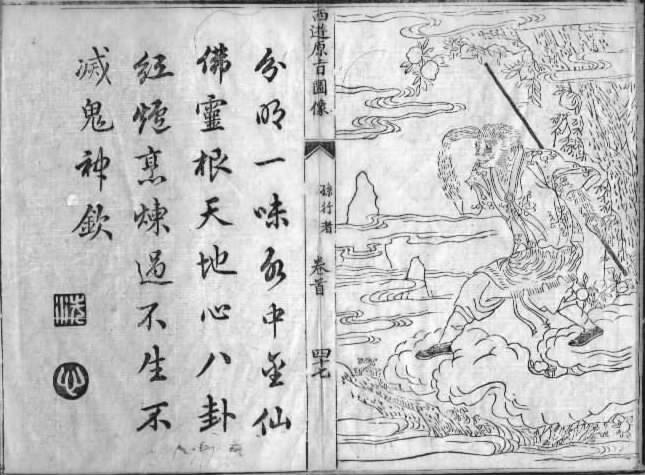 西遊原旨圖像
孫行者
卷首
四十七
分明一味水中金仙
佛靈根天地心八卦
紅爐烹煉過不生不
滅鬼神欽